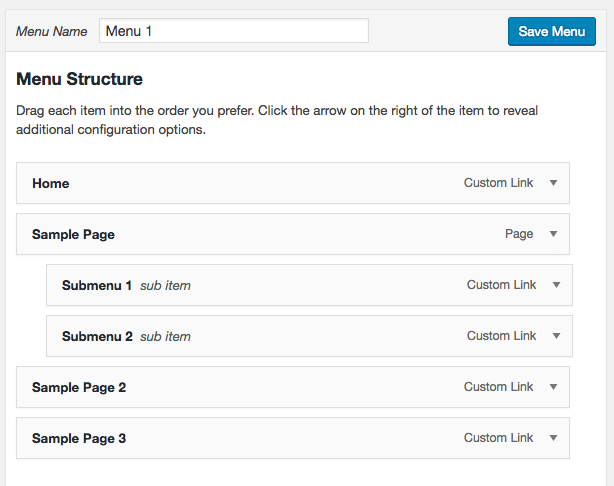 Menu Name Menu 1 Save Menu
Menu Structure
Drag each item into the order you prefer. Click the arrow on the right of the item to reveal
additional configuration options.
Home Custom Link
Sample Page Page
Submenu 1 sub item Custom Link
Submenu 2 sub item Custom Link
Sample Page 2 Custom Link
Sample Page 3 Custom Link